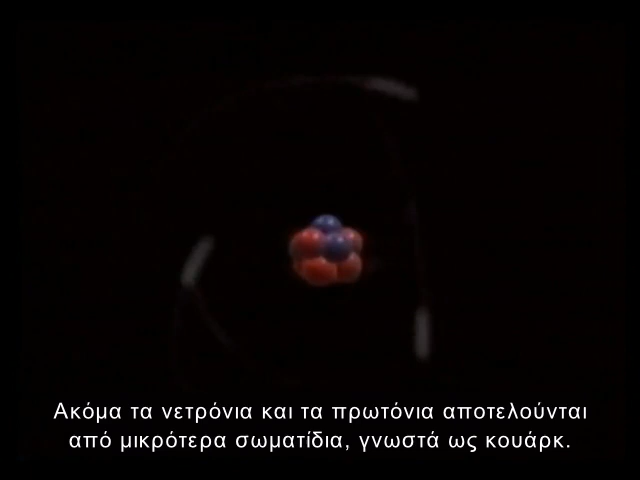 Ακόμα τα νετρόνια και τα πρωτόνια αποτελούνται
από μικρότερα σωματίδια, γνωστά ως κουάρκ.